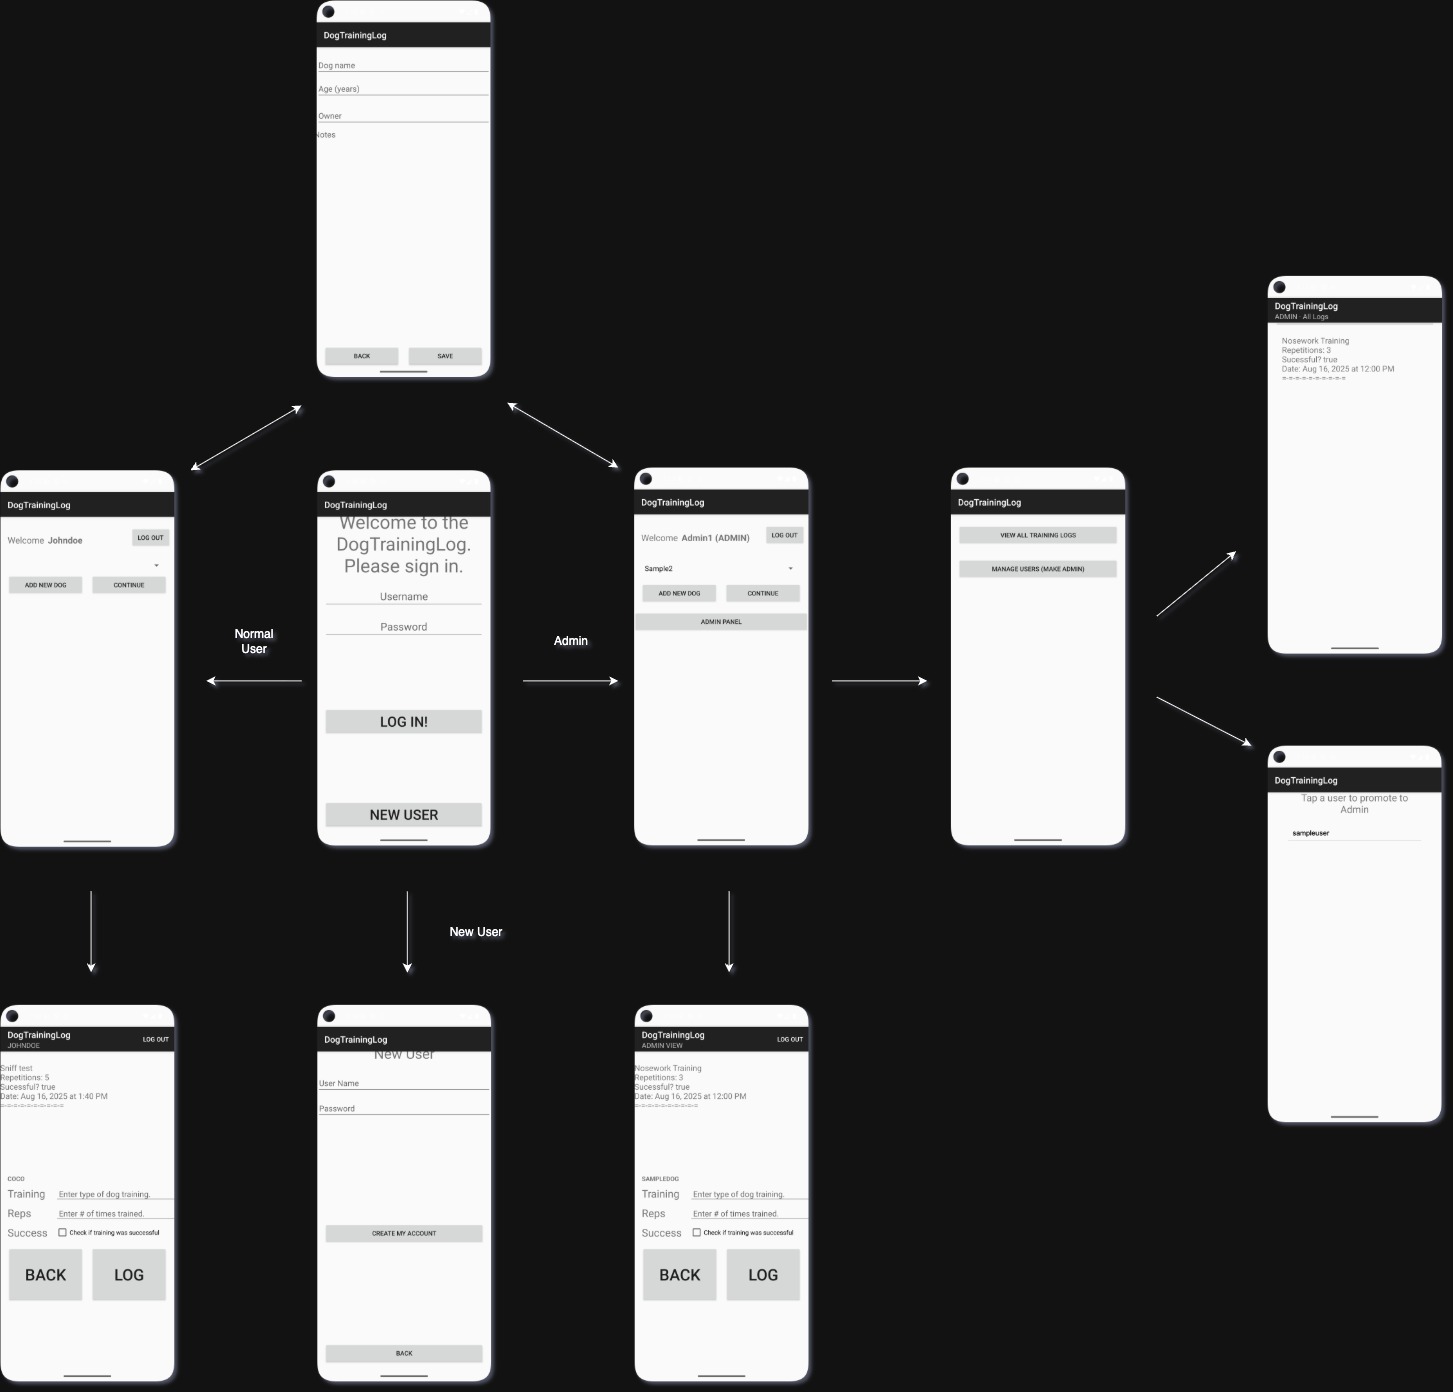 DogTrainingLog
Dog name
Age (years)
Owner
Notes
BACK SAVE
DogTrainingLog
ADMIN · All Logs
Nosework Training
Repetitions: 3
Sucessful? true
Date: Aug 16, 2025 at 12:00 PM
=-=-=-=-=-=-=-=-=-=
DogTrainingLog
Welcome Johndoe
LOG OUT
ADD NEW DOG CONTINUE
Normal
User
DogTrainingLog
Welcome to the
DogTrainingLog.
Please sign in.
Username
Password
LOG IN!
NEW USER
Admin
DogTrainingLog
Welcome Admin1 (ADMIN)
LOG OUT
Sample2
ADD NEW DOG CONTINUE
ADMIN PANEL
DogTrainingLog
VIEW ALL TRAINING LOGS
MANAGE USERS (MAKE ADMIN)
DogTrainingLog
Tap a user to promote to
Admin
sampleuser
New User
DogTrainingLog
JOHNDOE
LOG OUT
Sniff test
Repetitions: 5
Sucessful? true
Date: Aug 16, 2025 at 1:40 PM
=-=-=-=-=-=-=-=-=-=
COCO
Training Enter type of dog training.
Reps Enter # of times trained.
Success Check if training was successful
BACK LOG
DogTrainingLog
New User
User Name
Password
CREATE MY ACCOUNT
BACK
DogTrainingLog
ADMIN VIEW
LOG OUT
Nosework Training
Repetitions: 3
Sucessful? true
Date: Aug 16, 2025 at 12:00 PM
=-=-=-=-=-=-=-=-=-=
SAMPLEDOG
Training Enter type of dog training.
Reps Enter # of times trained.
Success Check if training was successful
BACK LOG